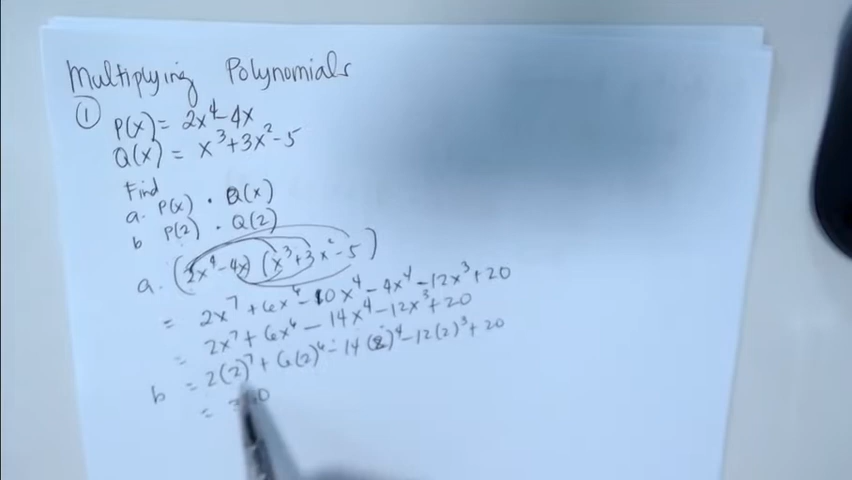 Multiplying Polynomials
① P(x) = 2x⁴ - 4x
Q(x) = x³ + 3x² - 5
Find
a. P(x) · Q(x)
b P(2) · Q(2)
a. (2x⁴ - 4x) (x³ + 3x² - 5)
= 2x⁷ + 6x⁶ - 10x⁴ - 4x⁴ - 12x³ + 20
= 2x⁷ + 6x⁶ - 14x⁴ - 12x³ + 20
b = 2(2)⁷ + 6(2)⁶ - 14(2)⁴ - 12(2)³ + 20
=